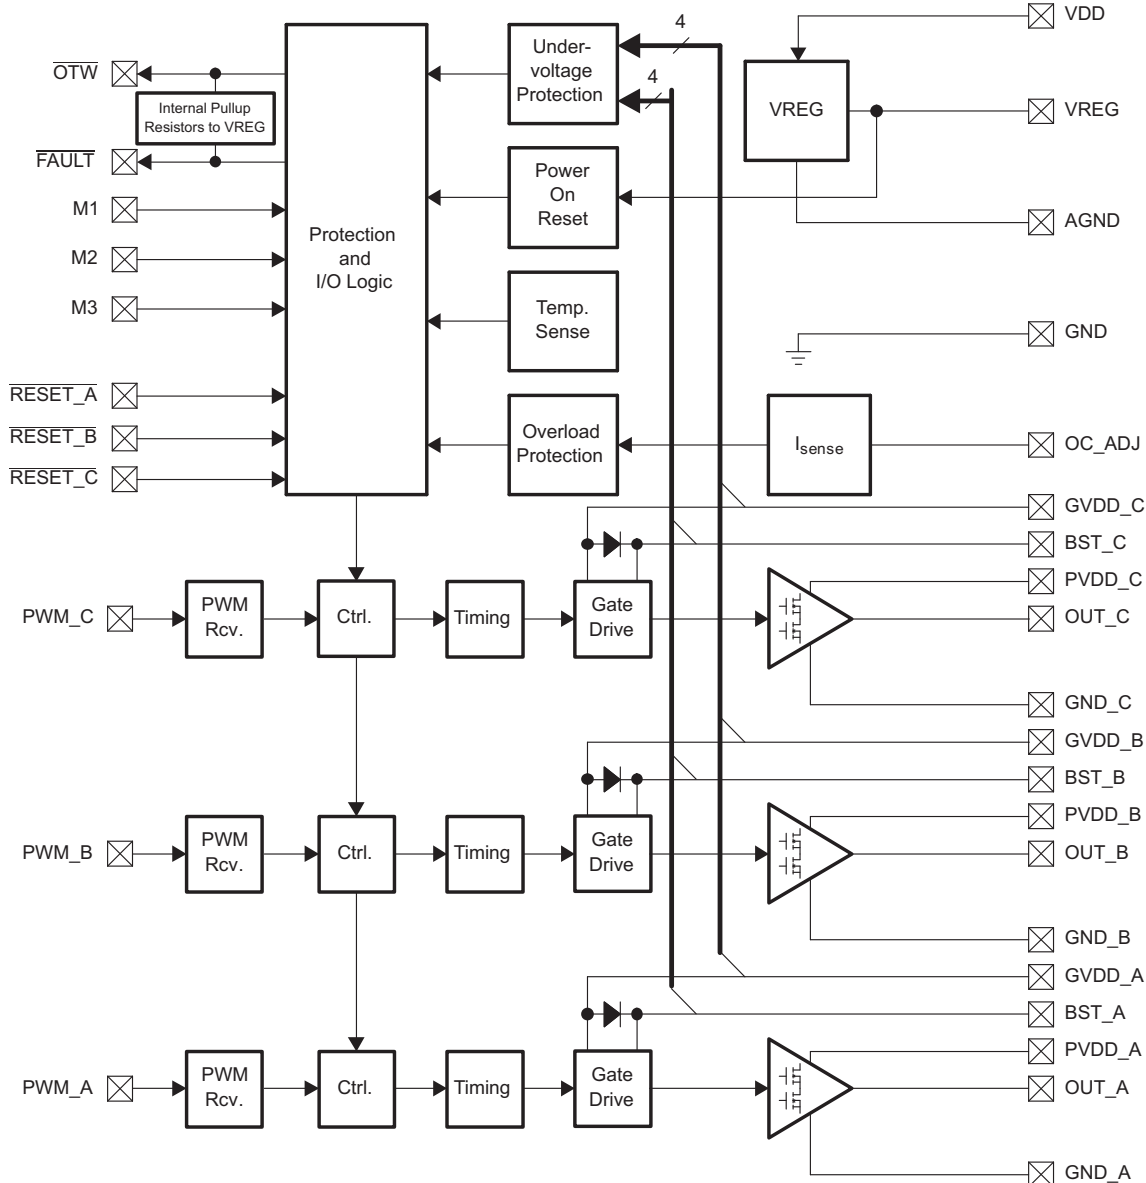 4
VDD
Under-
voltage
Protection
OTW
4
VREG
VREG
Internal Pullup
Resistors to VREG
FAULT
Power
On
Reset
M1
AGND
Protection
and
I/O Logic
M2
M3
Temp.
Sense
GND
RESET_A
RESET_B
RESET_C
Overload
Protection
Isense
OC_ADJ
GVDD_C
BST_C
PVDD_C
PWM_C
PWM
Rcv.
Ctrl.
Timing
Gate
Drive
OUT_C
GND_C
GVDD_B
BST_B
PVDD_B
PWM_B
PWM
Rcv.
Ctrl.
Timing
Gate
Drive
OUT_B
GND_B
GVDD_A
BST_A
PVDD_A
PWM_A
PWM
Rcv.
Ctrl.
Timing
Gate
Drive
OUT_A
GND_A